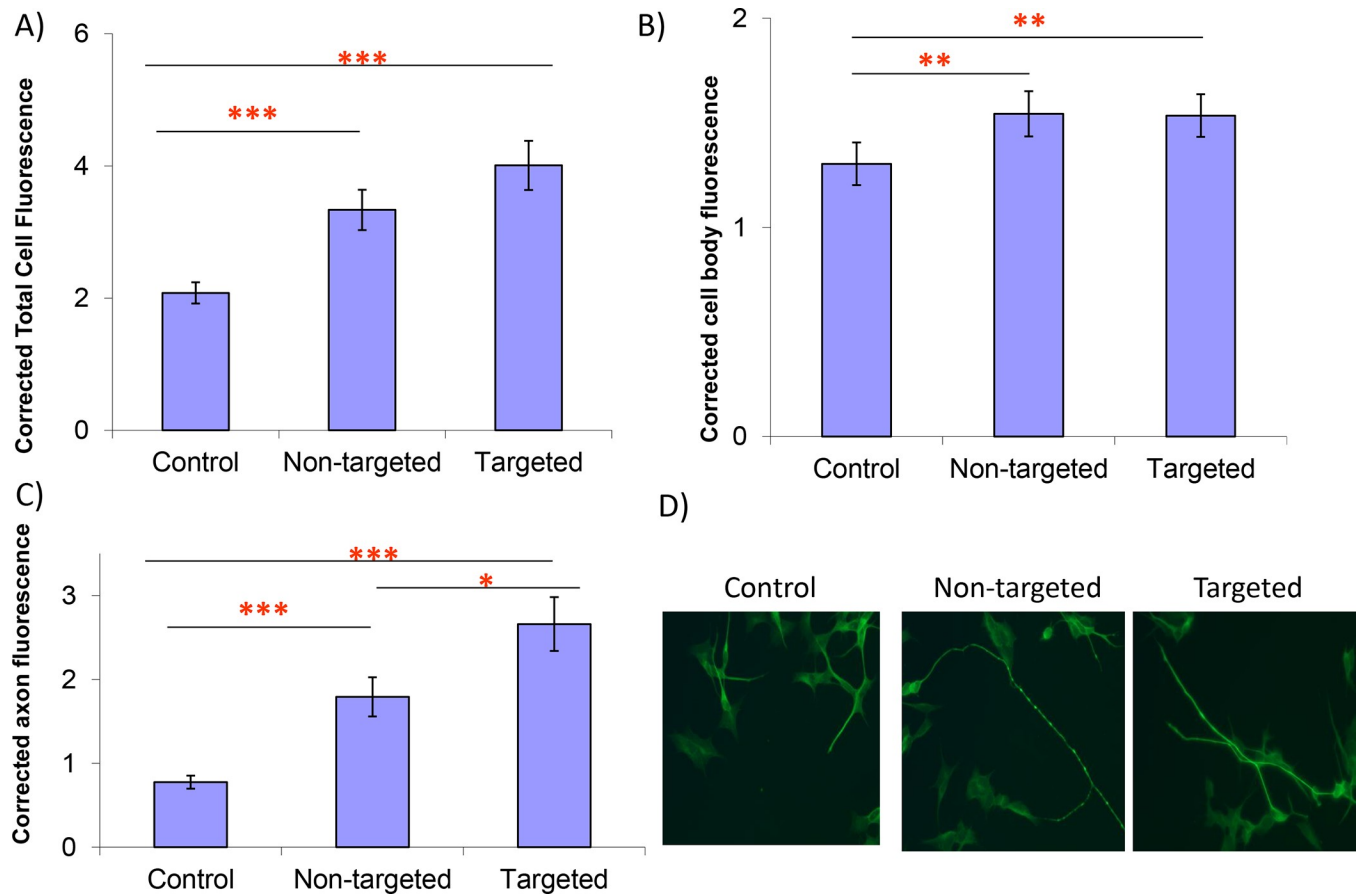 A)
Corrected Total Cell Fluorescence
6
4
2
0
***
***
Control Non-targeted Targeted
B)
Corrected cell body fluorescence
2
1
0
**
**
Control Non-targeted Targeted
C)
Corrected axon fluorescence
3
2
1
0
***
*
***
Control Non-targeted Targeted
D)
Control Non-targeted Targeted